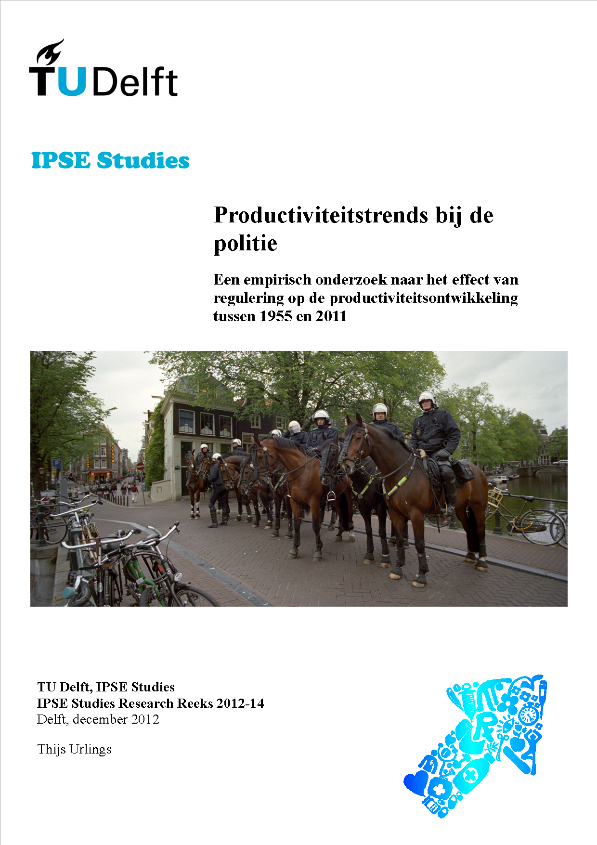 TU Delft
IPSE Studies
Productiviteitstrends bij de
politie
Een empirisch onderzoek naar het effect van
regulering op de productiviteitsontwikkeling
tussen 1955 en 2011
TU Delft, IPSE Studies
IPSE Studies Research Reeks 2012-14
Delft, december 2012
Thijs Urlings